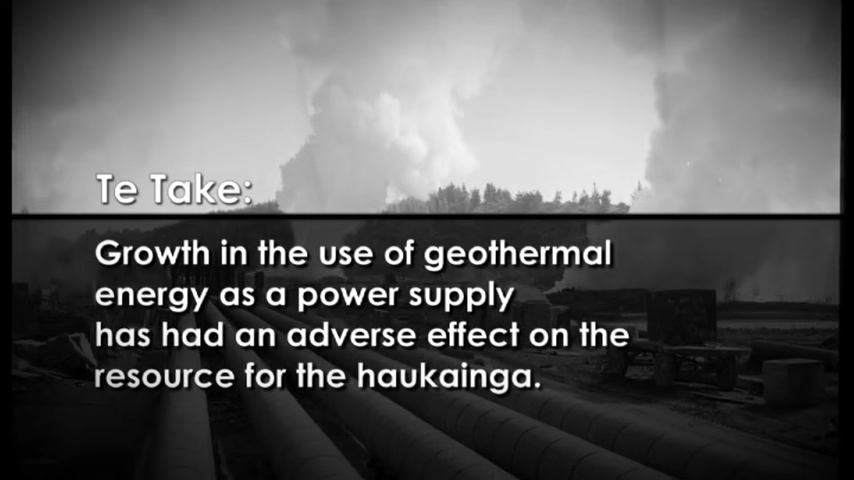 Te Take:
Growth in the use of geothermal
energy as a power supply
has had an adverse effect on the
resource for the haukainga.